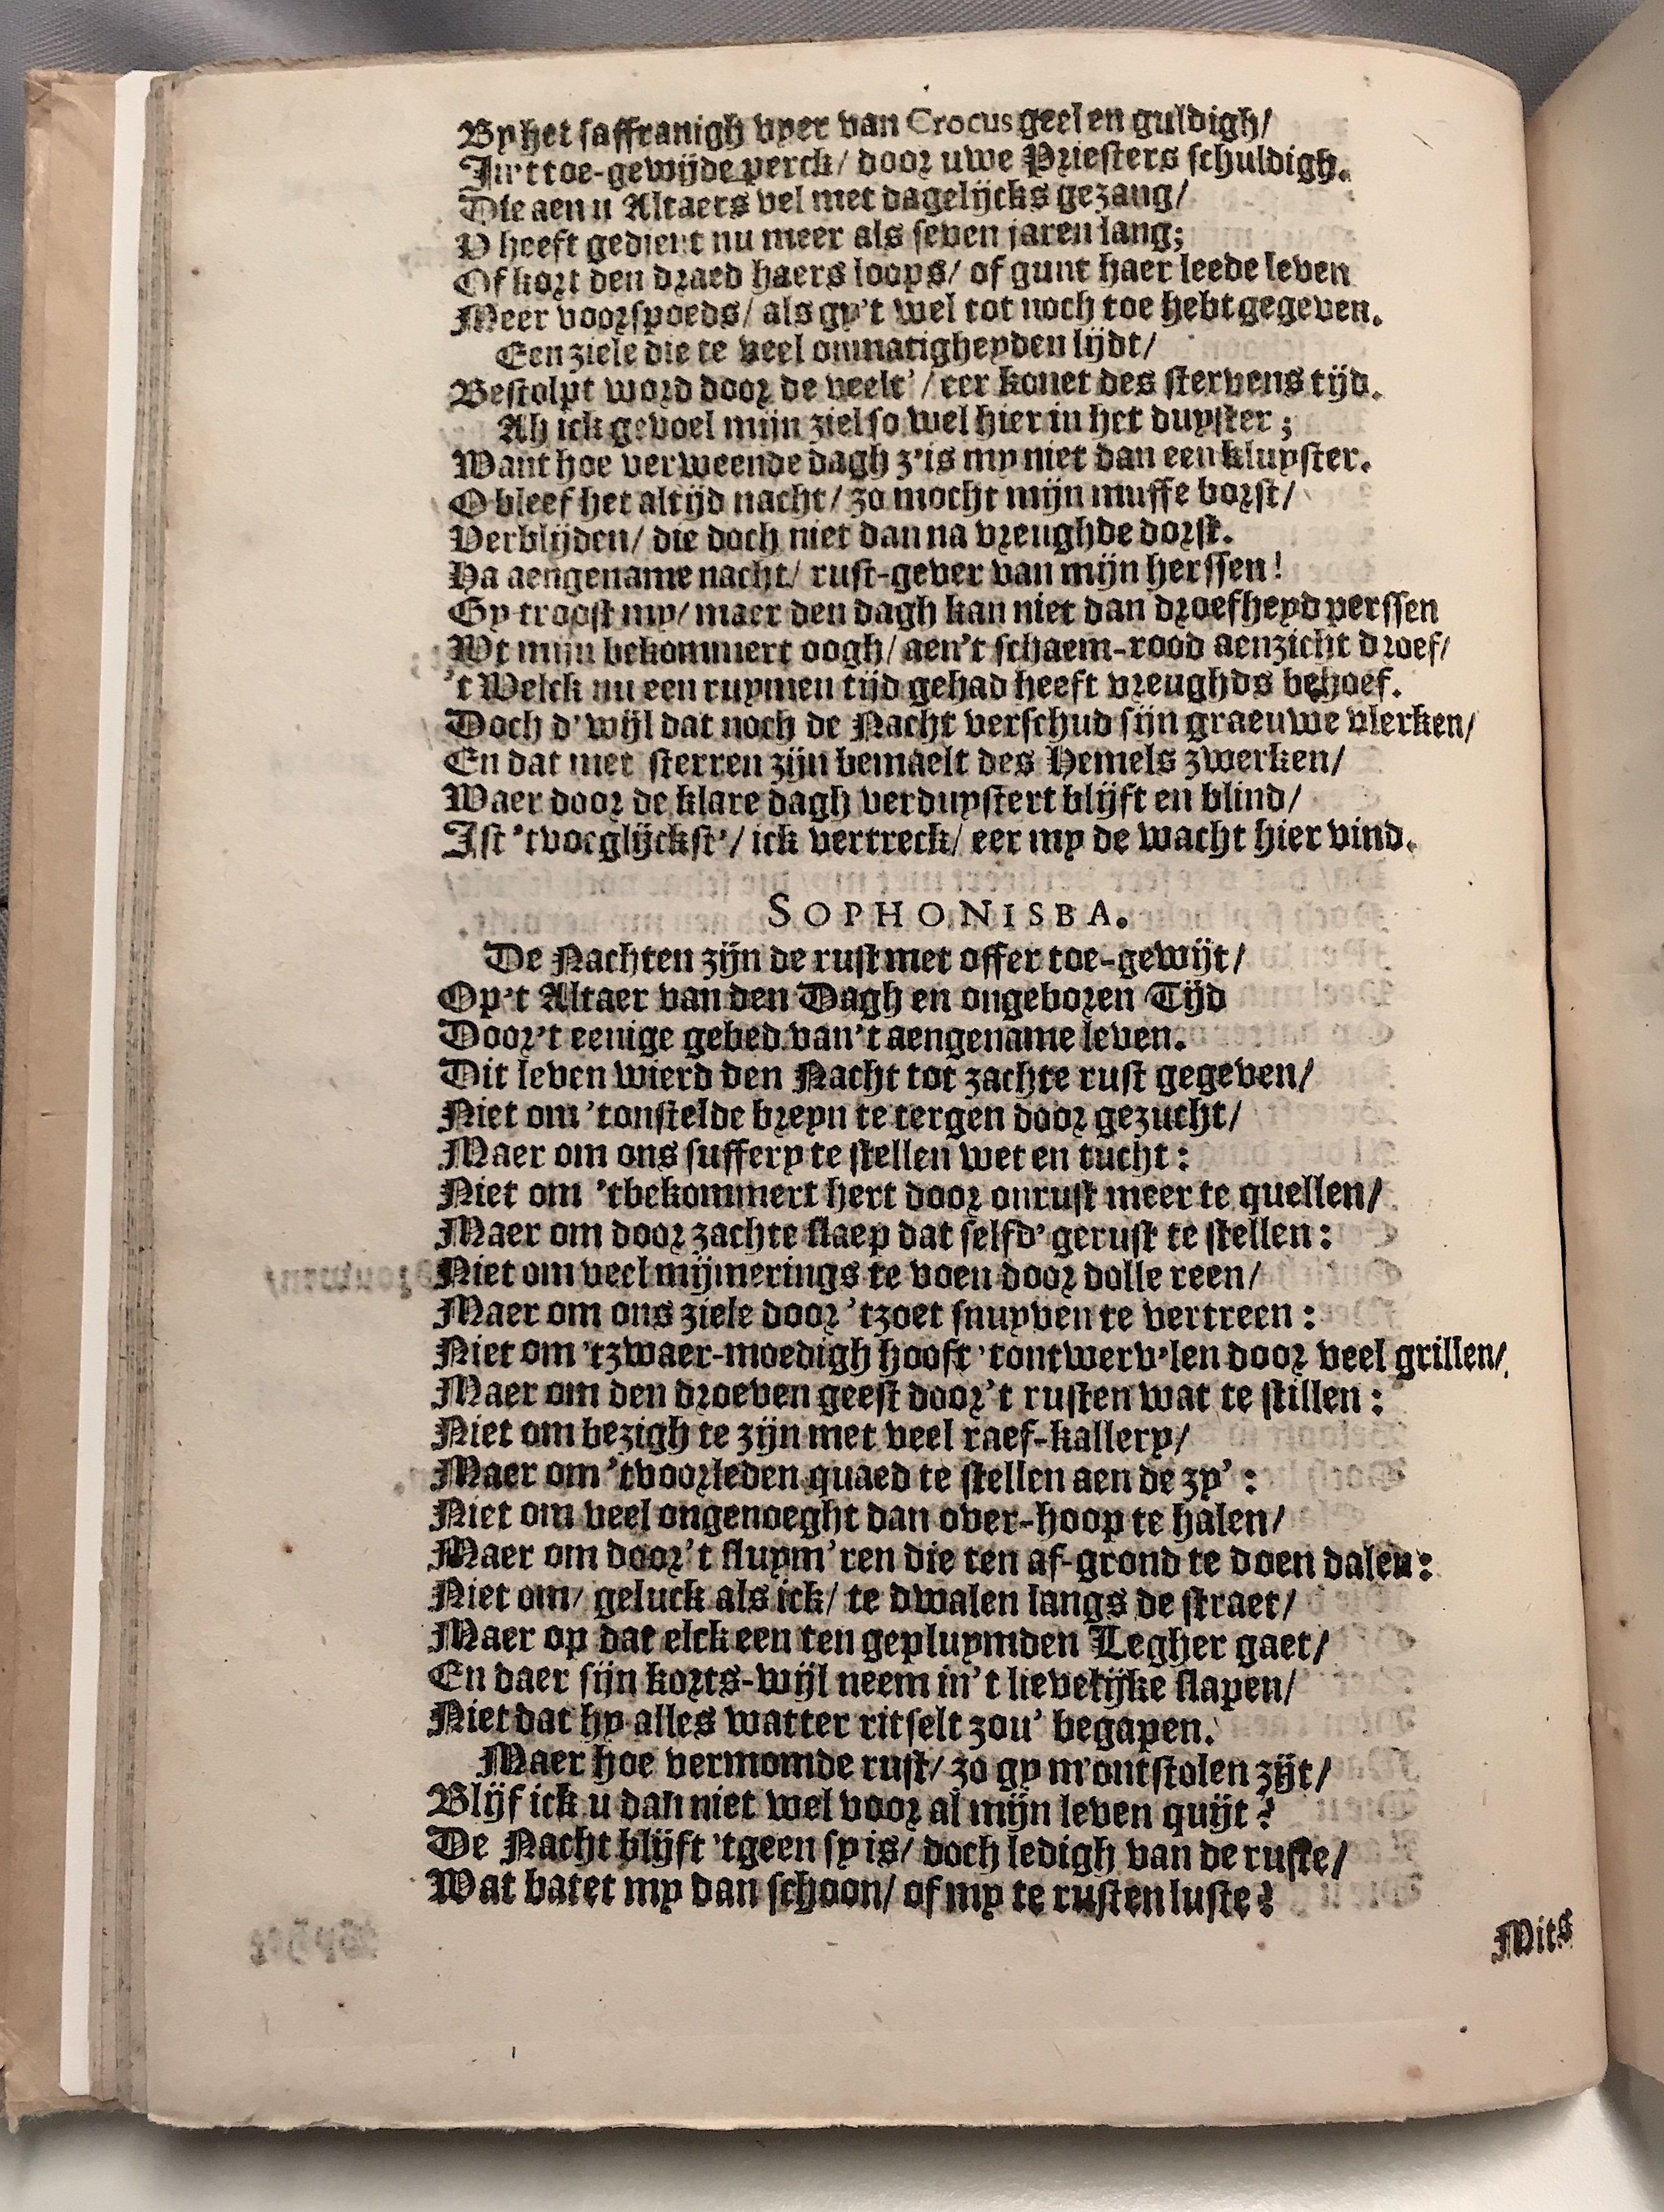 By het saffranigh vyer van Crocus geel en guldigh/
In't toe-gewijde perck/ door uwe Priesters schuldigh.
Die aen u Altaers vel met dagelijcks gezang/
V heeft gedient nu meer als seven jaren lang;
Of kort den draed haers loops/ of gunt haer leede leven
Meer voorspoeds/ als gy't wel tot noch toe hebt gegeven.
Een ziele die te veel onmatigheyden lijdt/
Bestolpt word door de veelt'/ eer komt des stervens tijd.
Ah ick gevoel mijn ziel so wel hier in het duyster;
Want hoe verweende dagh z'is my niet dan een kluyster.
O bleef het altijd nacht/ zo mocht mijn muffe borst/
Verblijden/ die doch niet dan na vreughde dorst.
Ha aengename nacht/ rust-gever van mijn herssen!
Gy troost my/ maer den dagh kan niet dan droefheyd perssen
Wt mijn bekommert oogh/ aen't schaem-rood aenzicht droef/
't Welck nu een ruymen tijd gehad heeft vreughds behoef.
Doch d'wijl dat noch de Nacht verschud sijn graeuwe vlerken/
En dat met sterren zijn bemaelt des Hemels zwerken/
Waer door de klare dagh verduystert blijft en blind/
Ist 'tvoeglijckst'/ ick vertreck/ eer my de wacht hier vind.
SOPHONISBA.
De Nachten zijn de rust met offer toe-gewijt/
Op't Altaer van den Dagh en ongeboren Tijd
Door't eenige gebed van't aengename leven.
Dit leven wierd den Nacht tot zachte rust gegeven/
Niet om 'tonstelde breyn te tergen door gezucht/
Maer om ons suffery te stellen wet en tucht:
Niet om 'tbekommert hert door onrust meer te quellen/
Maer om door zachte slaep dat selfd' gerust te stellen:
Niet om veel mijmerings te voen door dolle reen/
Maer om ons ziele door 'tzoet snuyven te vertreen:
Niet om 'tzwaer-moedigh hooft 'tontwerv'len door veel grillen/
Maer om den droeven geest door't rusten wat te stillen:
Niet om bezigh te zijn met veel raef-kallery/
Maer om 'tvoorleden quaed te stellen aen de zy':
Niet om veel ongenoeght dan over-hoop te halen/
Maer om door't sluym'ren die ten af-grond te doen dalen:
Niet om/ geluck als ick/ te dwalen langs de straet/
Maer op dat elck een ten gepluymden Legher gaet/
En daer sijn korts-wijl neem in't lievelijke slapen/
Niet dat hy alles watter ritselt zou' begapen.
Maer hoe vermomde rust/ zo gy m'ontstolen zijt/
Blijf ick u dan niet wel voor al mijn leven quijt?
De Nacht blijft 'tgeen sy is/ doch ledigh van de ruste/
Wat batet my dan schoon/ of my te rusten luste?
Mits